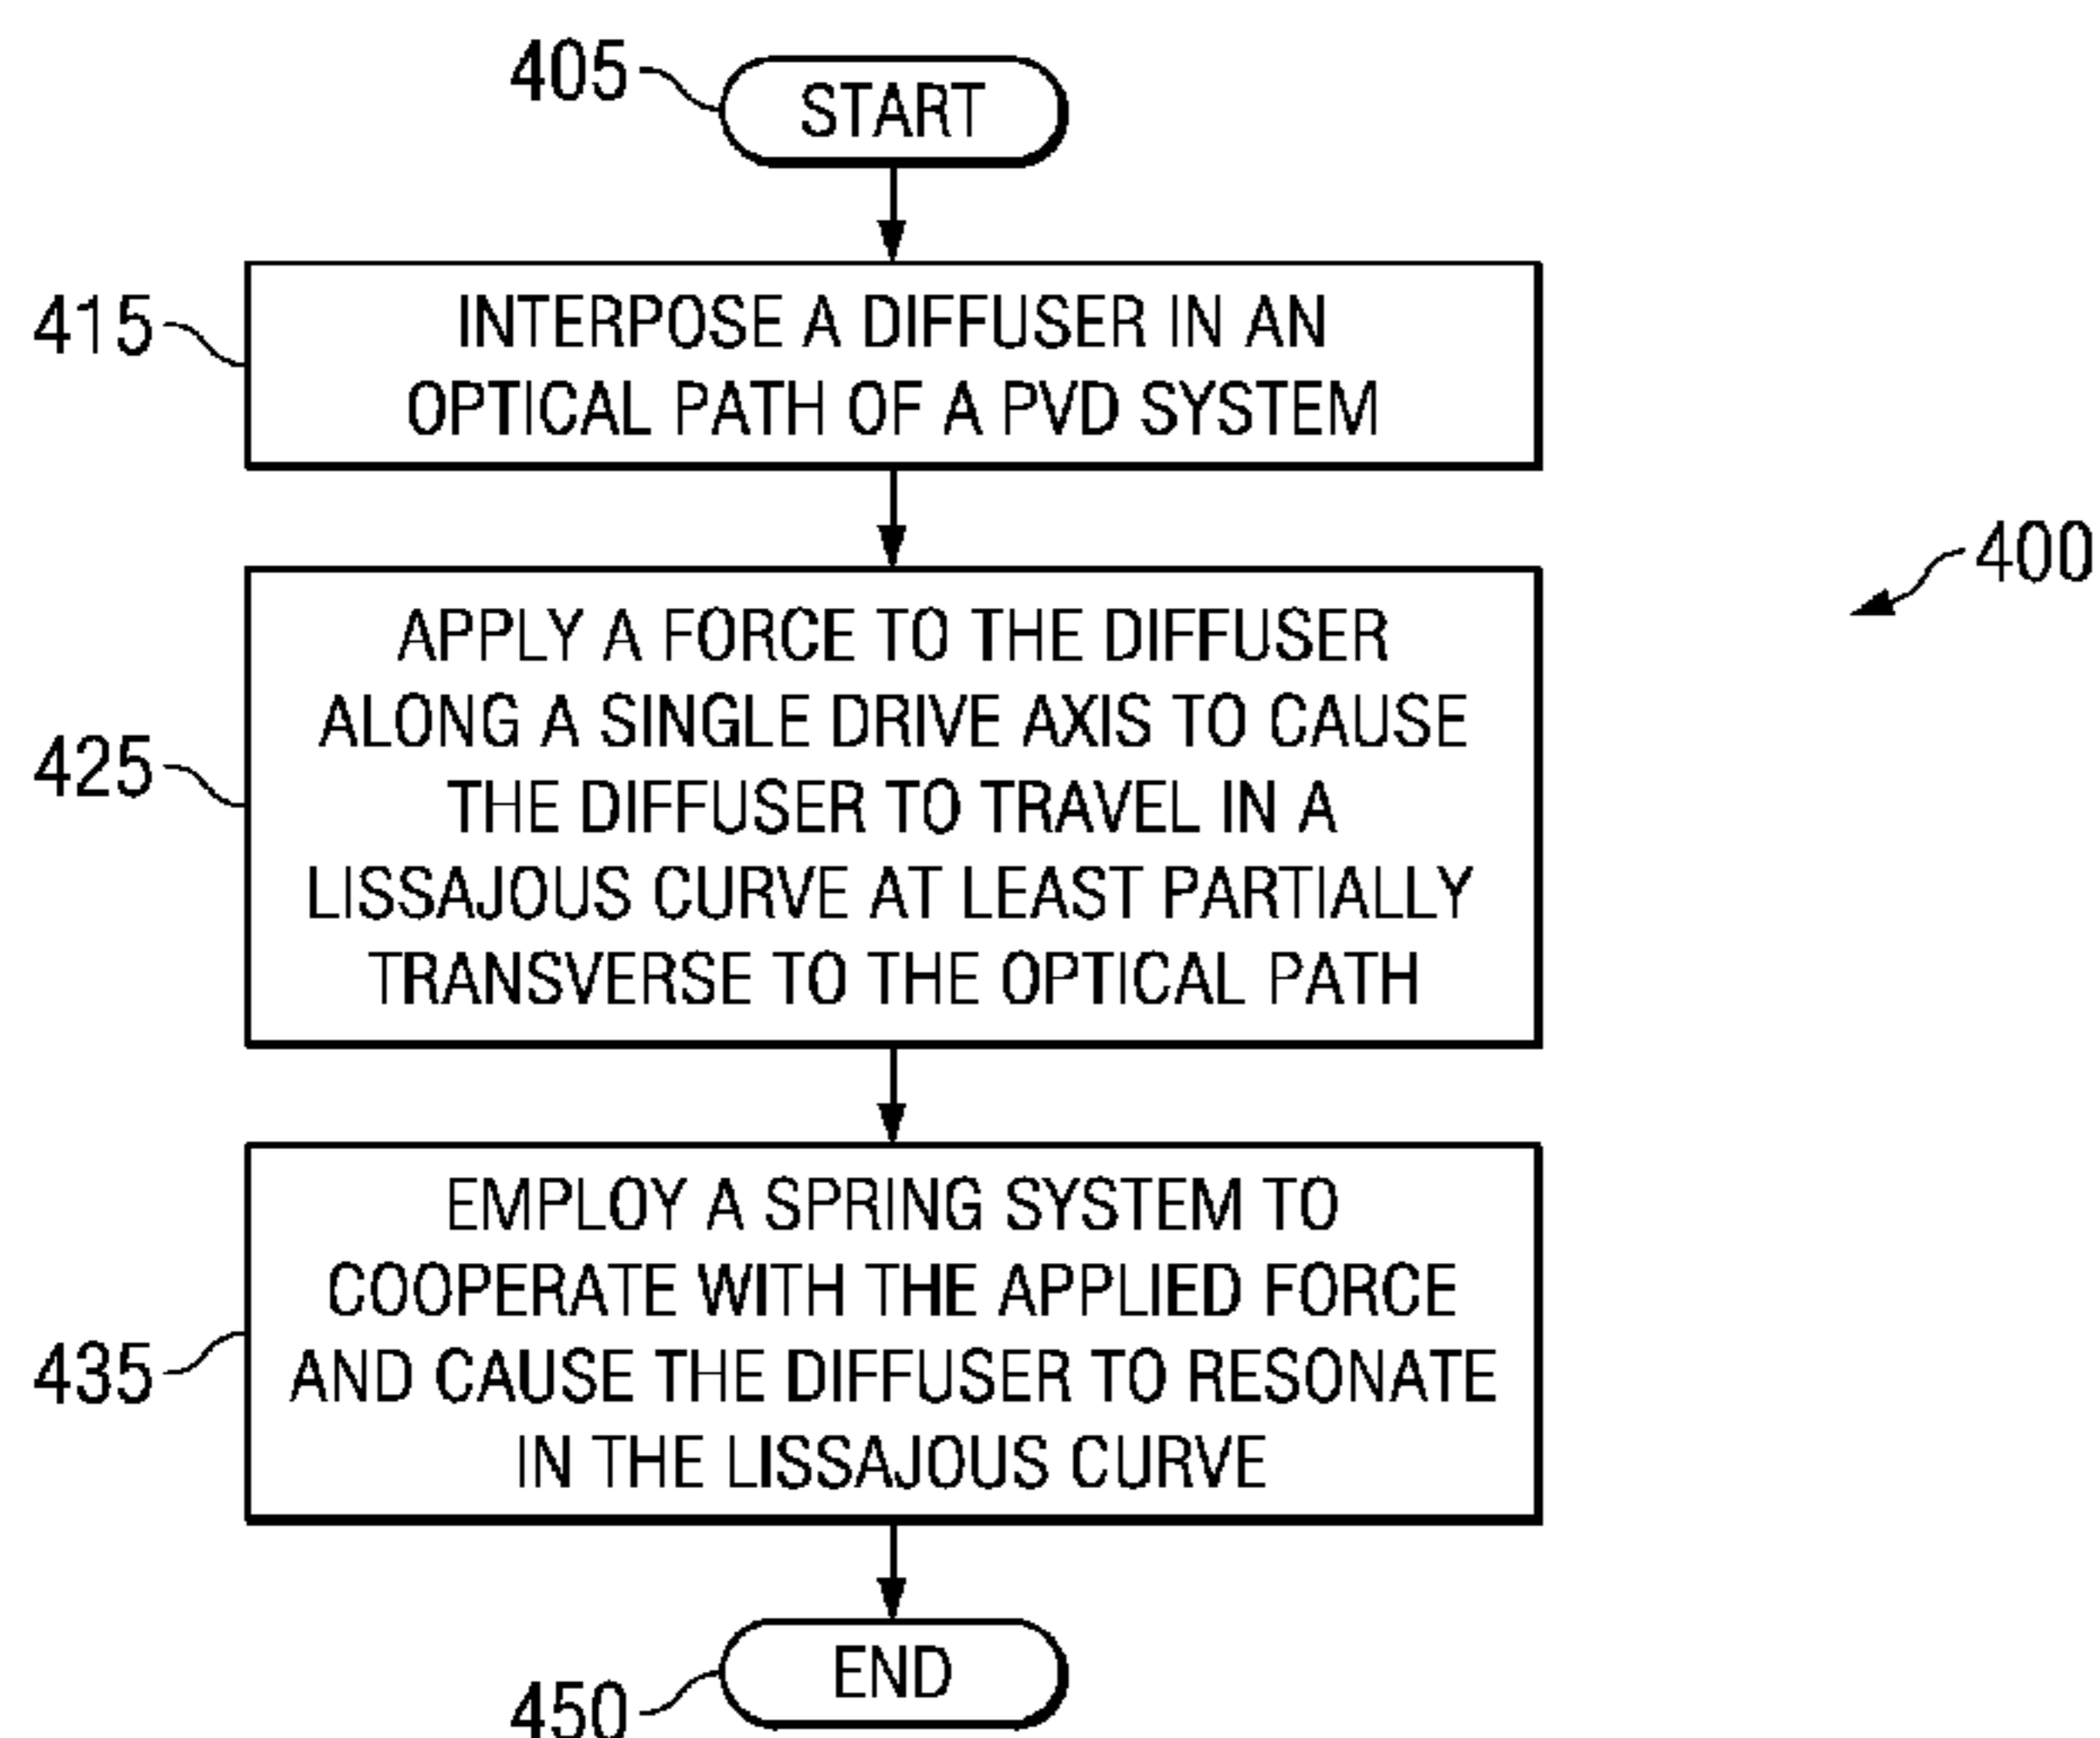 405
START
415
INTERPOSE A DIFFUSER IN AN
OPTICAL PATH OF A PVD SYSTEM
400
425
APPLY A FORCE TO THE DIFFUSER
ALONG A SINGLE DRIVE AXIS TO CAUSE
THE DIFFUSER TO TRAVEL IN A
LISSAJOUS CURVE AT LEAST PARTIALLY
TRANSVERSE TO THE OPTICAL PATH
435
EMPLOY A SPRING SYSTEM TO
COOPERATE WITH THE APPLIED FORCE
AND CAUSE THE DIFFUSER TO RESONATE
IN THE LISSAJOUS CURVE
450
END